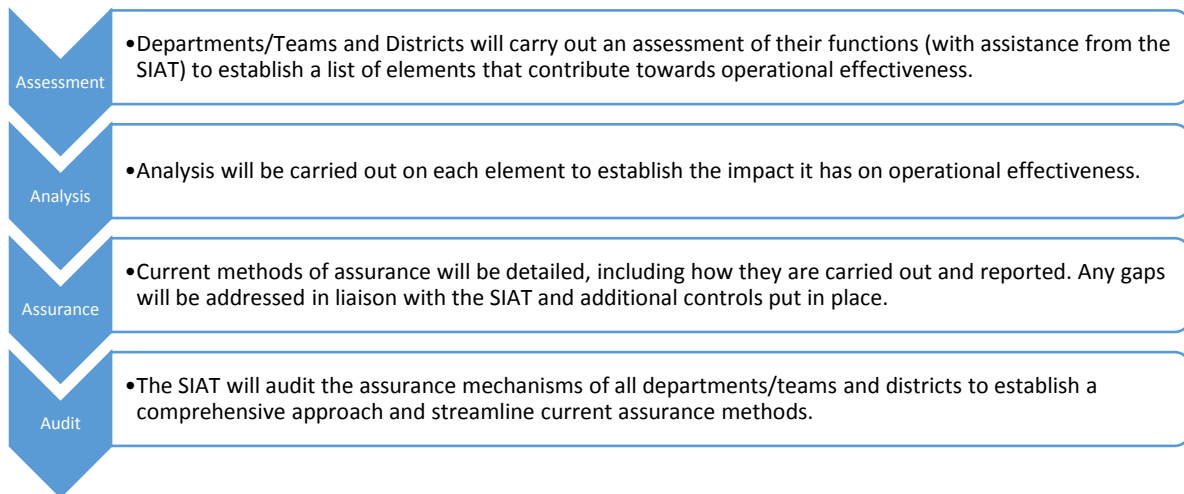 Assessment
•Departments/Teams and Districts will carry out an assessment of their functions (with assistance from the
SIAT) to establish a list of elements that contribute towards operational effectiveness.
Analysis
•Analysis will be carried out on each element to establish the impact it has on operational effectiveness.
Assurance
•Current methods of assurance will be detailed, including how they are carried out and reported. Any gaps
will be addressed in liaison with the SIAT and additional controls put in place.
Audit
•The SIAT will audit the assurance mechanisms of all departments/teams and districts to establish a
comprehensive approach and streamline current assurance methods.